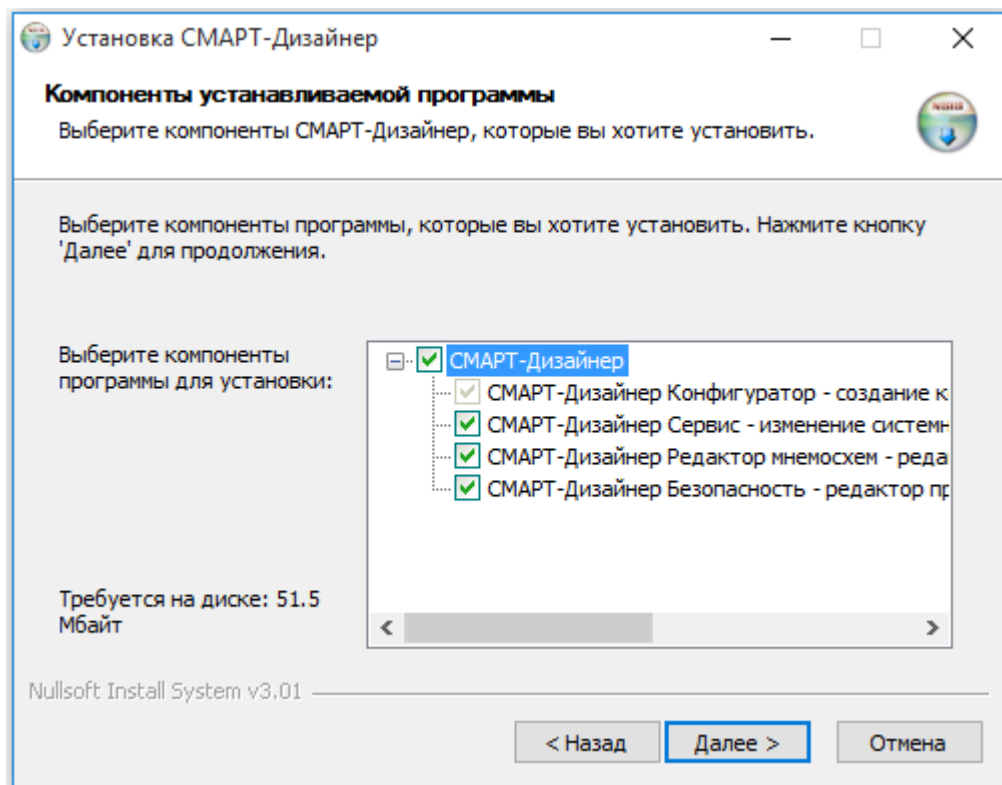 Установка СМАРТ-Дизайнер
Компоненты устанавливаемой программы
Выберите компоненты СМАРТ-Дизайнер, которые вы хотите установить.
Выберите компоненты программы, которые вы хотите установить. Нажмите кнопку
'Далее' для продолжения.
Выберите компоненты
программы для установки:
СМАРТ-Дизайнер
СМАРТ-Дизайнер Конфигуратор - создание к
СМАРТ-Дизайнер Сервис - изменение системн
СМАРТ-Дизайнер Редактор мнемосхем - реда
СМАРТ-Дизайнер Безопасность - редактор пр
Требуется на диске: 51.5
Мбайт
Nullsoft Install System v3.01
< Назад
Далее >
Отмена